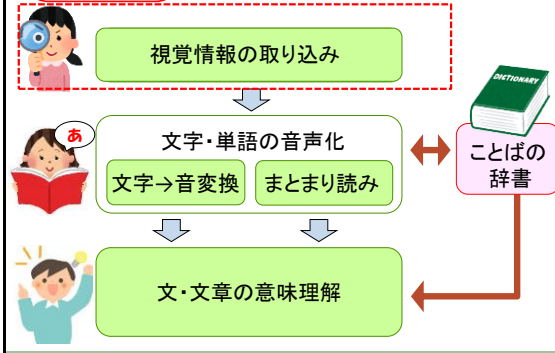 視覚情報の取り込み
DICTIONARY
あ
文字・単語の音声化
ことばの
辞書
文字→音変換
まとまり読み
文・文章の意味理解